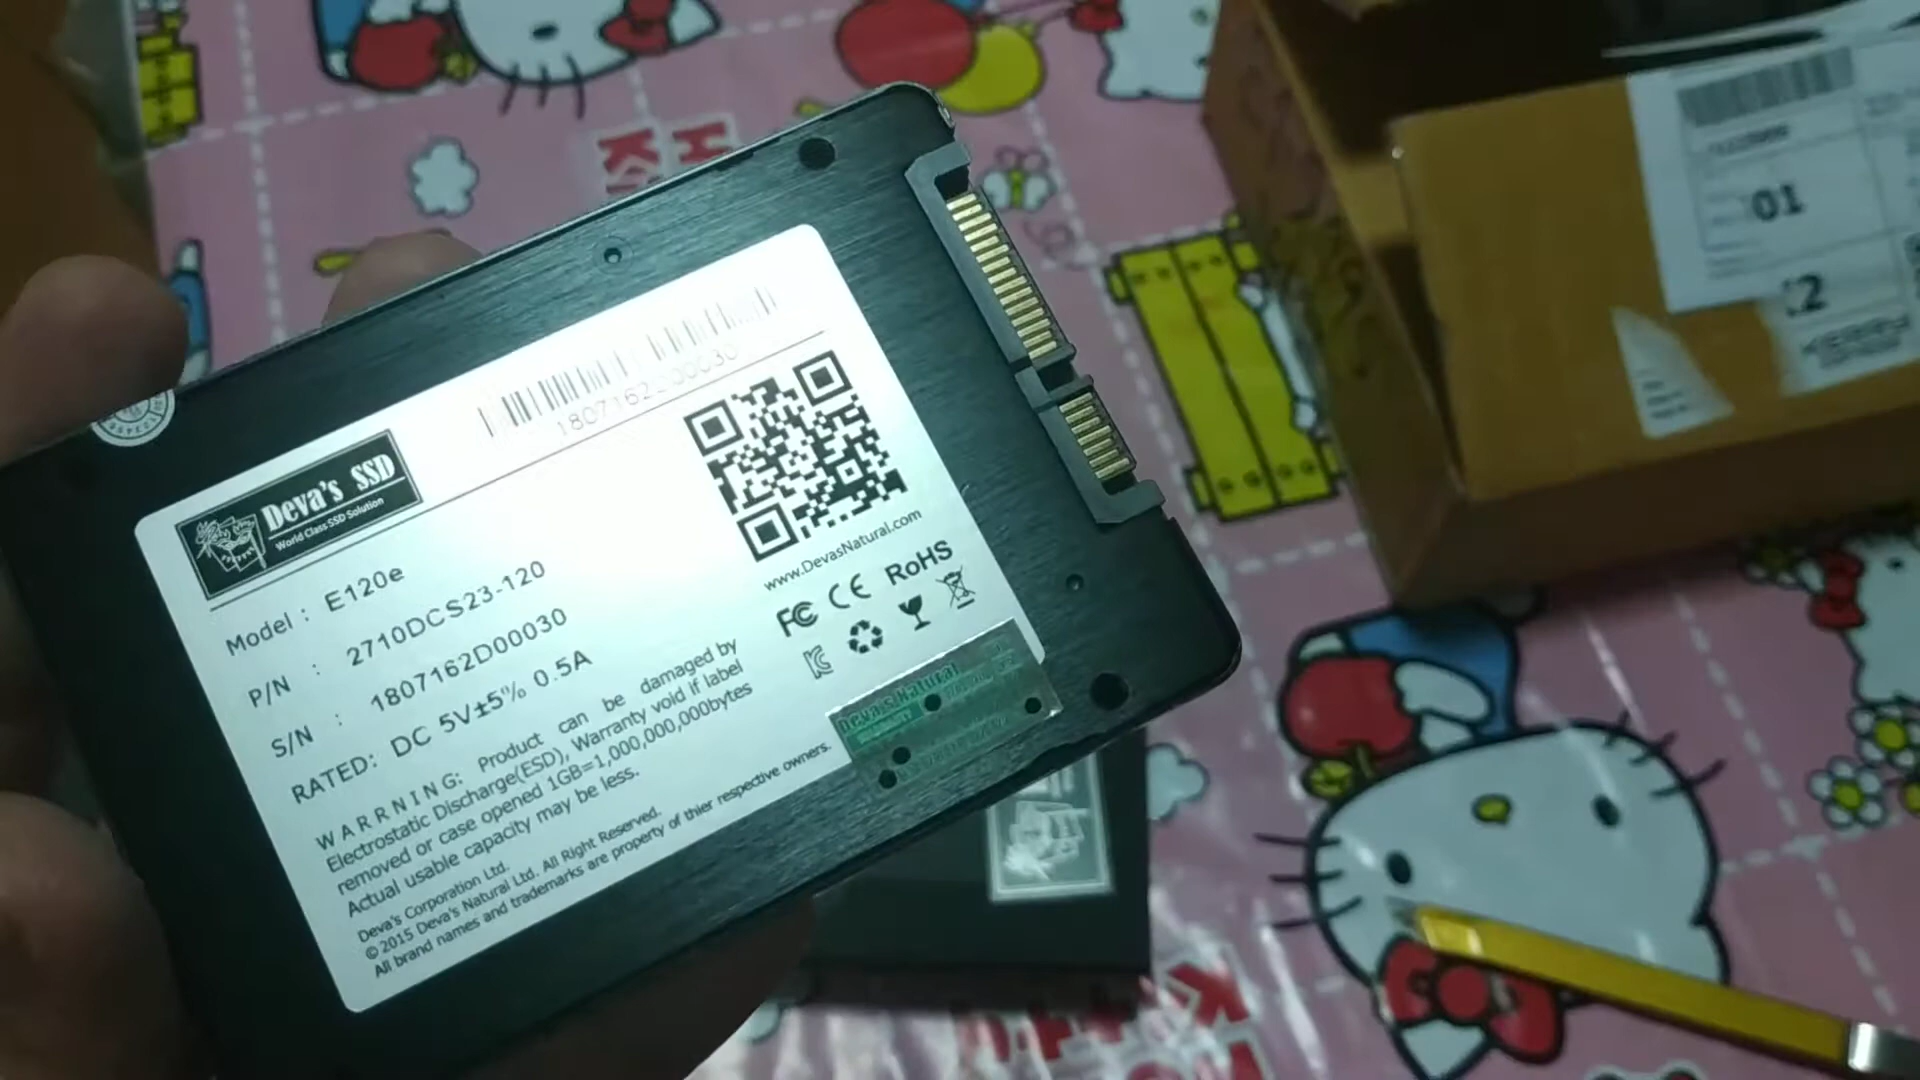 Deva's SSD
World Class SSD Solution
Model : E120e
P/N : 2710DCS23-120
S/N : 1807162D00030
RATED: DC 5V±5% 0.5A
WARRNING: Product can be damaged by
Electrostatic Discharge(ESD), Warranty void if label
removed or case opened 1GB=1,000,000,000bytes
Actual usable capacity may be less.
Deva's Corporation Ltd.
©2015 Deva's Natural Ltd. All Right Reserved.
All brand names and trademarks are property of thier respective owners.
www.DevasNatural.com
FC CE RoHS
Deva's Natural
01